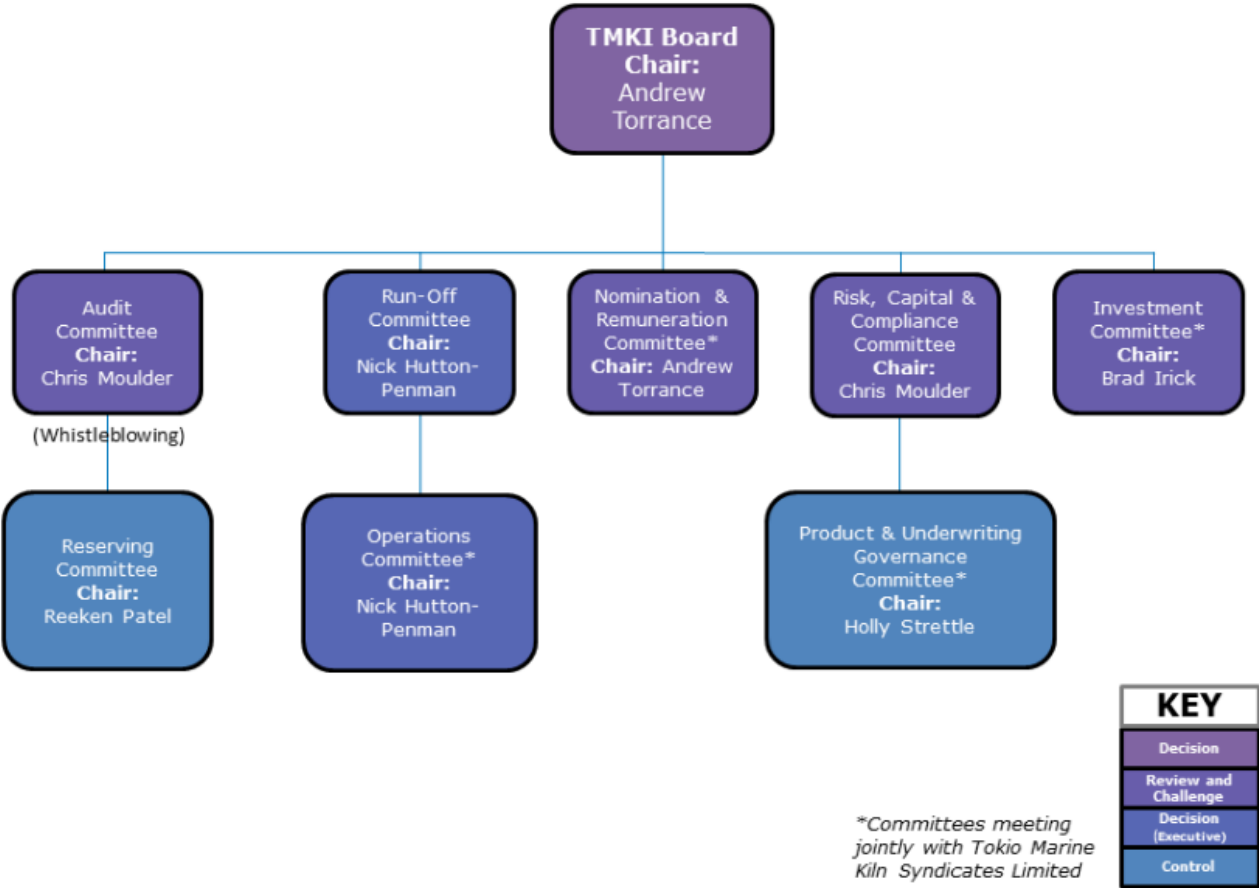 TMKI Board
Chair:
Andrew
Torrance
Audit
Committee
Chair:
Chris Moulder
(Whistleblowing)
Run-Off
Committee
Chair:
Nick Hutton-
Penman
Nomination &
Remuneration
Committee*
Chair: Andrew
Torrance
Risk, Capital &
Compliance
Committee
Chair:
Chris Moulder
Investment
Committee*
Chair:
Brad Irick
Reserving
Committee
Chair:
Reeken Patel
Operations
Committee*
Chair:
Nick Hutton-
Penman
Product & Underwriting
Governance
Committee*
Chair:
Holly Strettle
KEY
Decision
Review and
Challenge
Decision
(Executive)
Control
*Committees meeting
jointly with Tokio Marine
Kiln Syndicates Limited